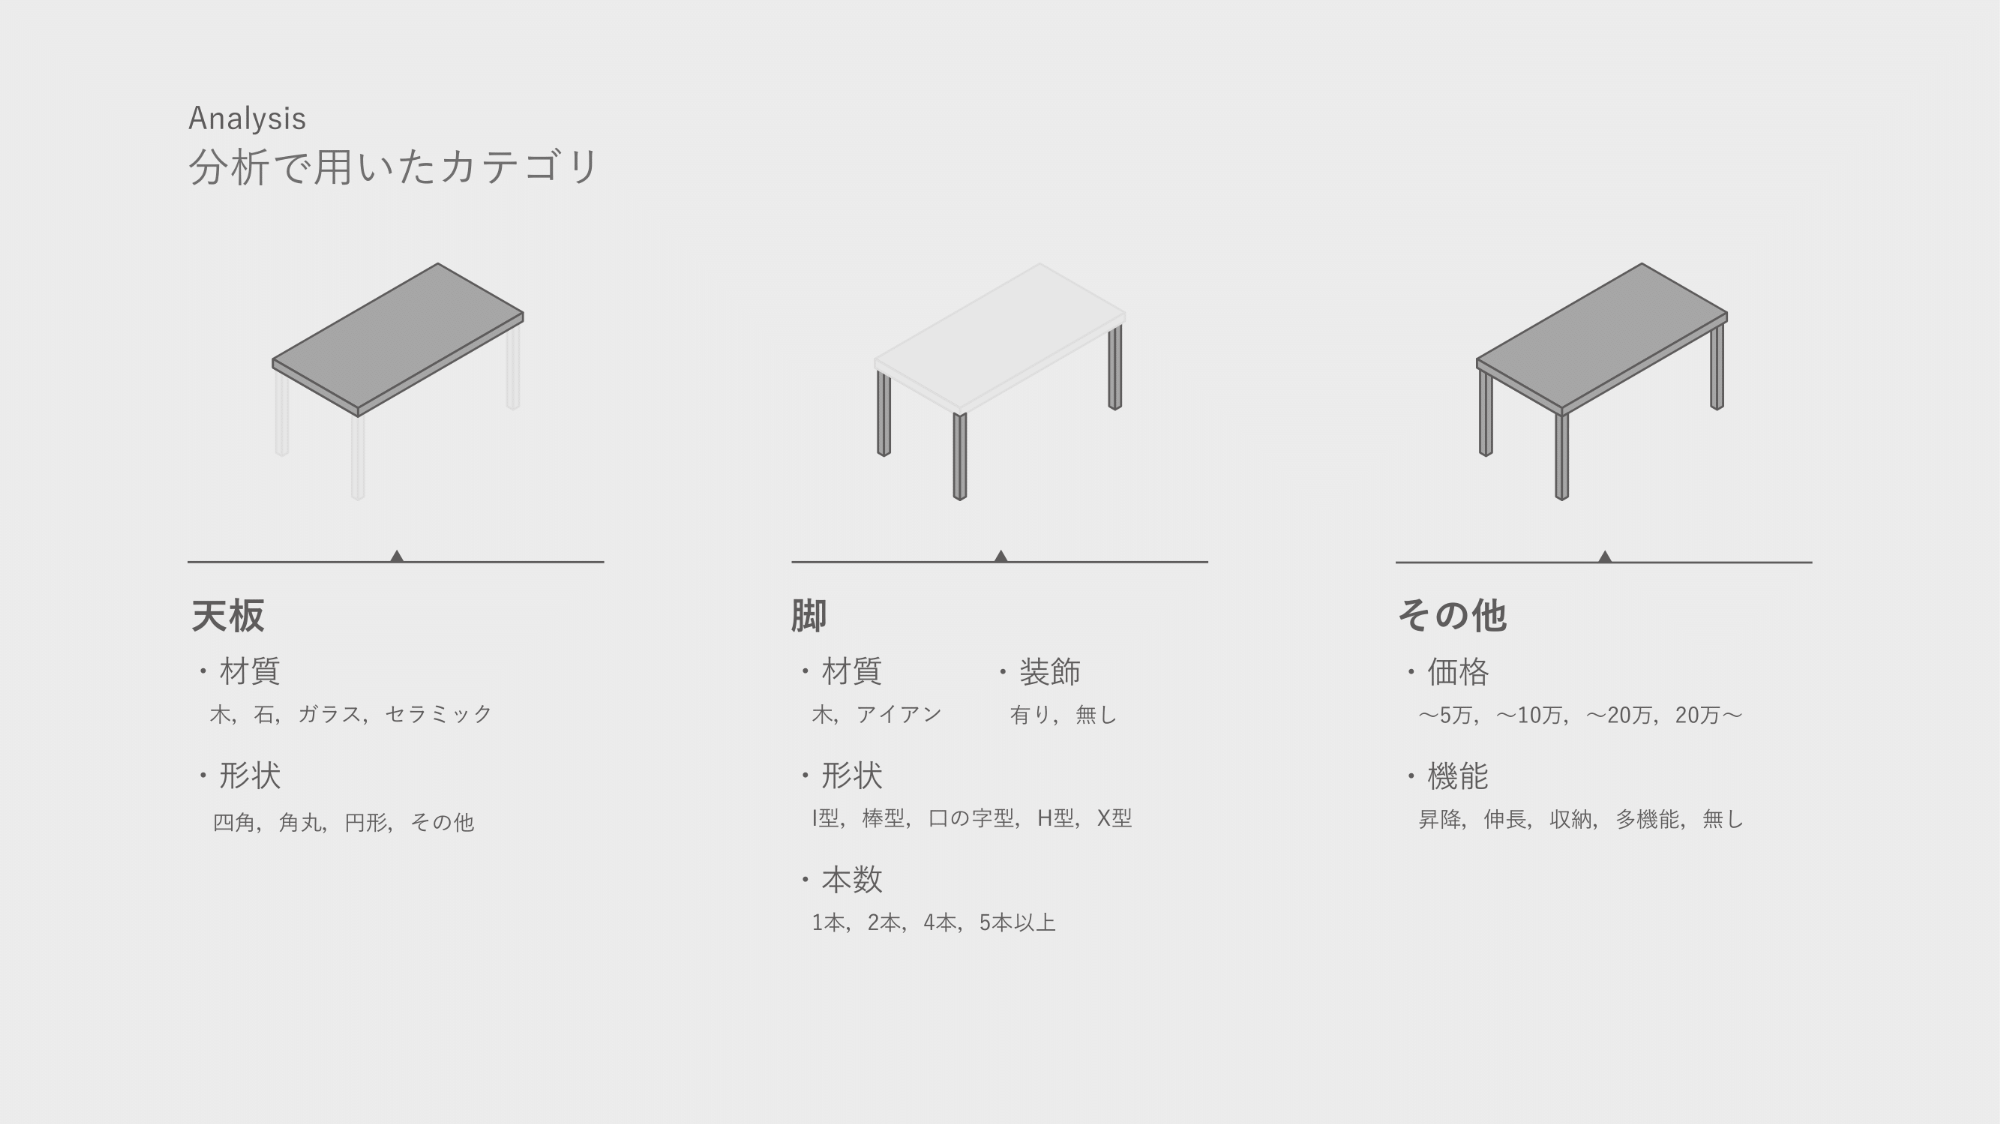 Analysis
分析で用いたカテゴリ
天板
・材質
木，石，ガラス，セラミック
・形状
四角，角丸，円形，その他
脚
・材質
木，アイアン
・装飾
有り，無し
・形状
I型，棒型，口の字型，H型，X型
・本数
1本，2本，4本，5本以上
その他
・価格
〜5万，〜10万，〜20万，20万〜
・機能
昇降，伸長，収納，多機能，無し